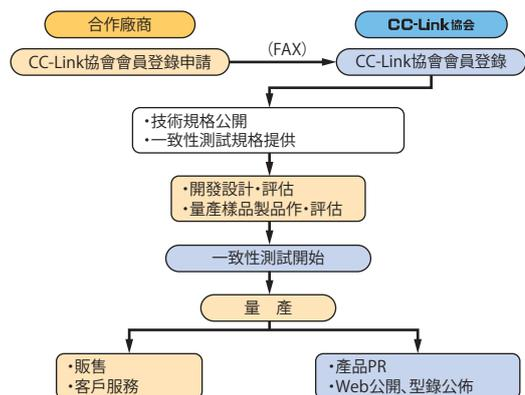 合作廠商
CC-Link協会
CC-Link協會會員登錄申請
(FAX)
CC-Link協會會員登錄
・技術規格公開
・一致性測試規格提供
・開發設計・評估
・量產樣品製品作・評估
一致性測試開始
量 產
・販售
・客戶服務
・產品PR
・Web公開、型錄公佈